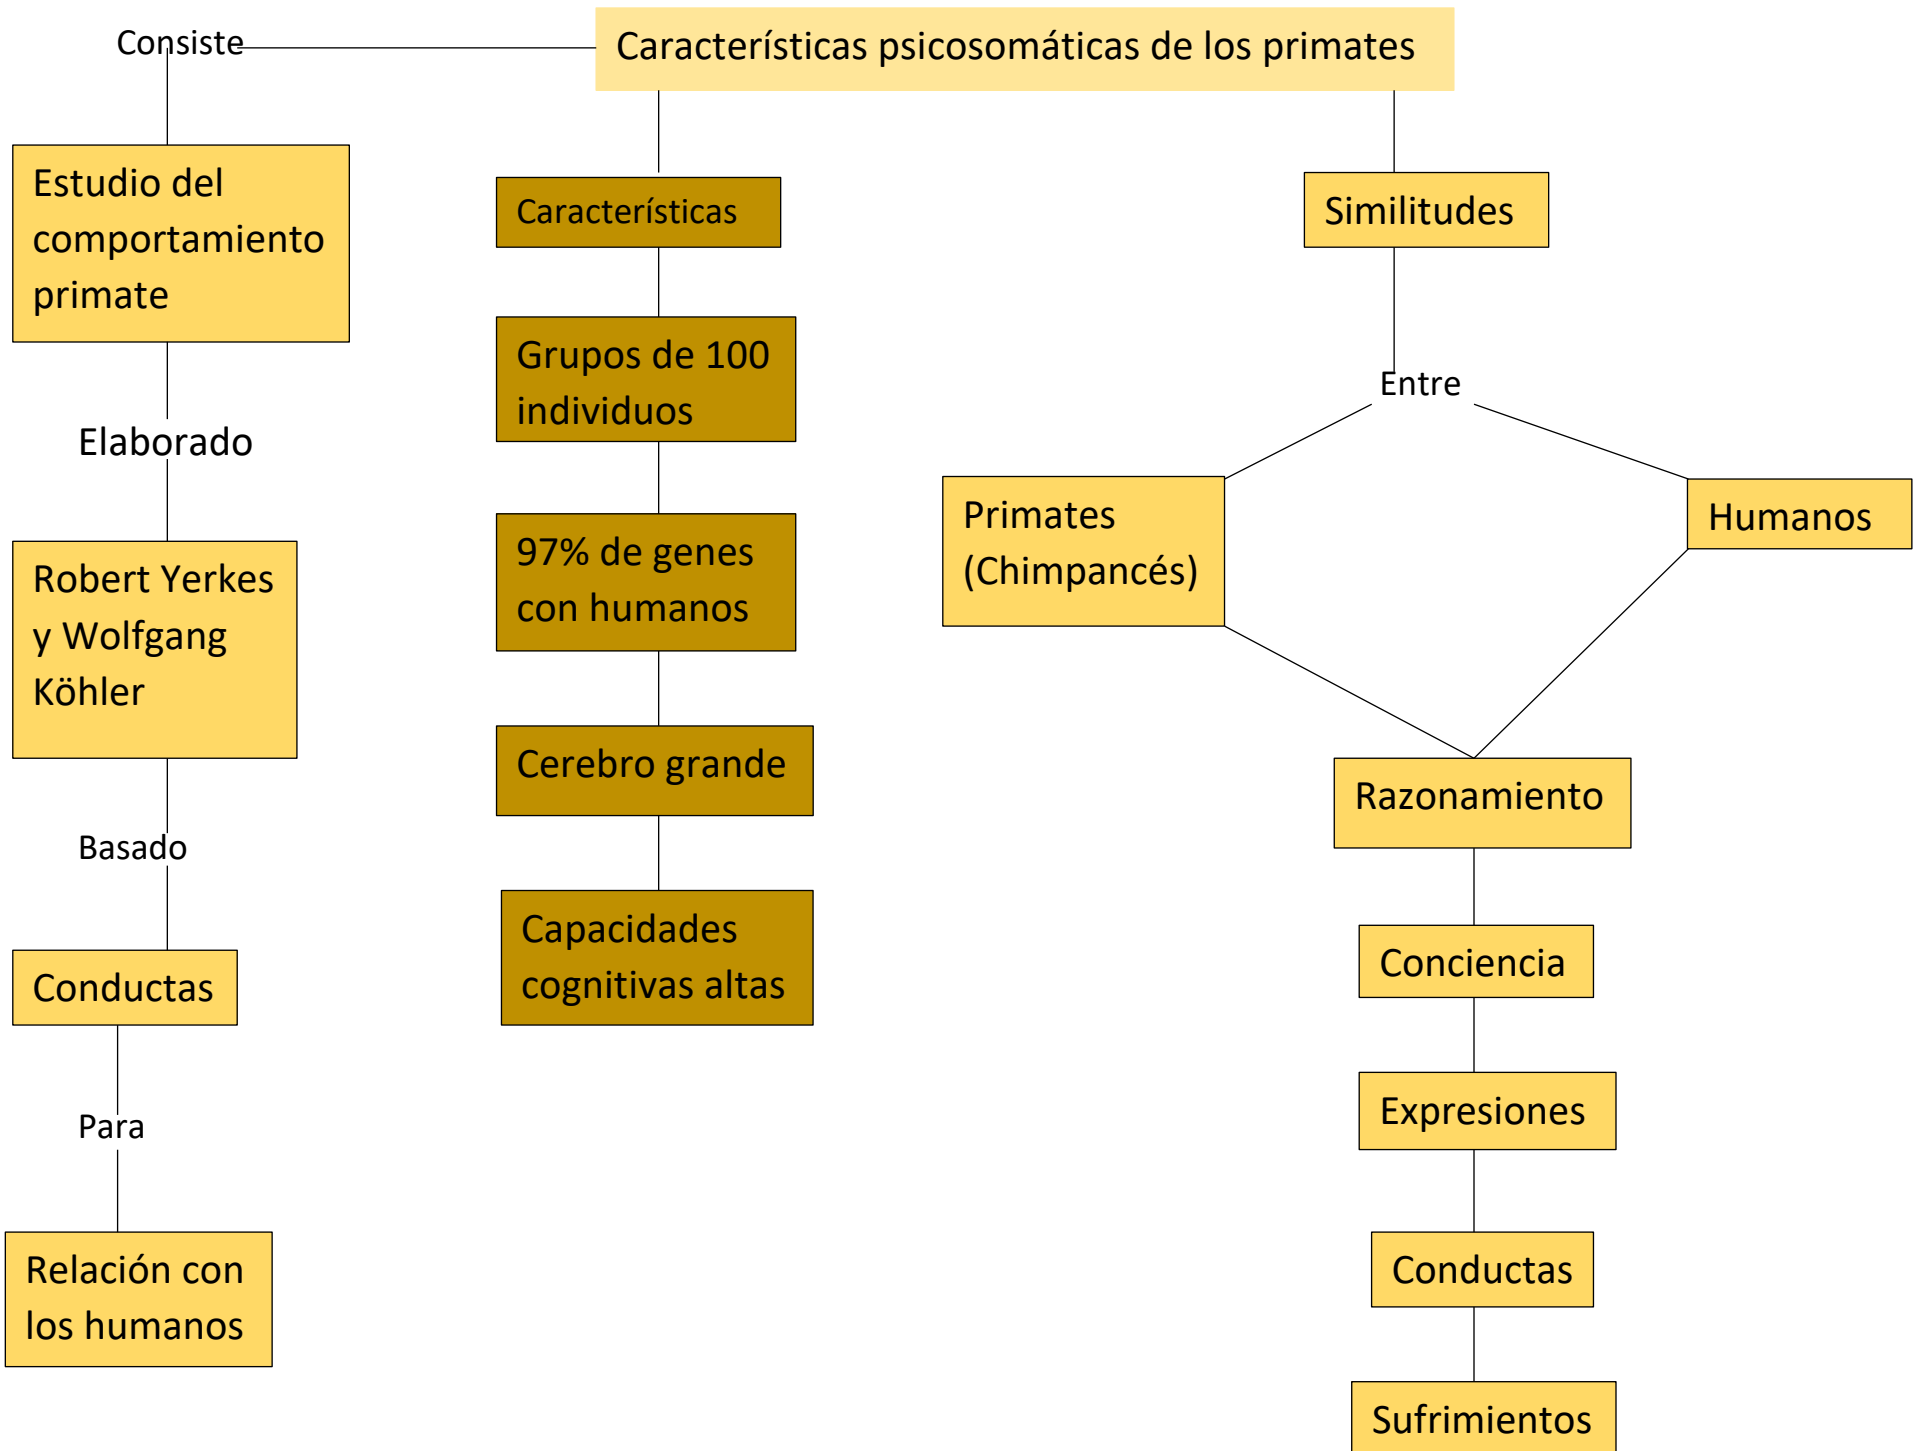 Consiste
Características psicosomáticas de los primates
Estudio del
comportamiento
primate
Elaborado
Robert Yerkes
y Wolfgang
Köhler
Basado
Conductas
Para
Relación con
los humanos
Características
Grupos de 100
individuos
97% de genes
con humanos
Cerebro grande
Capacidades
cognitivas altas
Similitudes
Entre
Primates
(Chimpancés)
Humanos
Razonamiento
Conciencia
Expresiones
Conductas
Sufrimientos